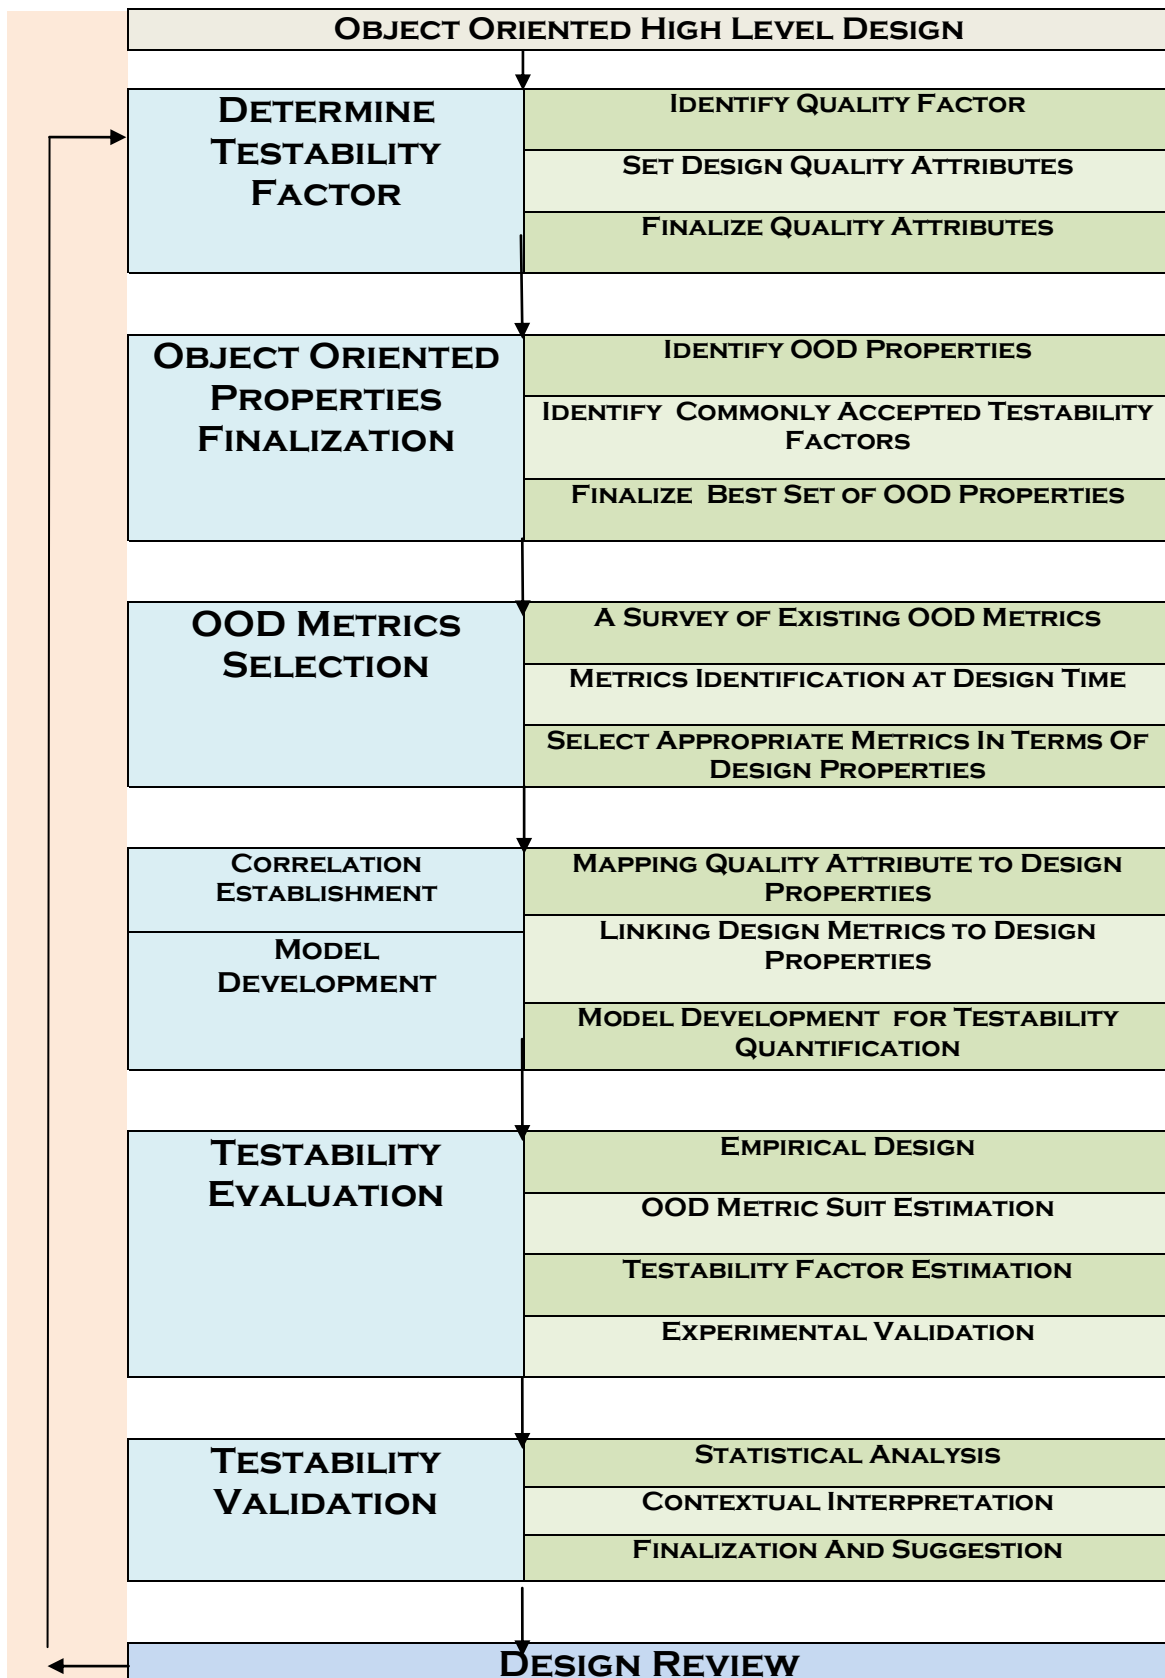 Object Oriented High Level Design
Determine
Testability
Factor
Identify Quality Factor
Set Design Quality Attributes
Finalize Quality Attributes
Object Oriented
Properties
Finalization
Identify OOD Properties
Identify Commonly Accepted Testability
Factors
Finalize Best Set of OOD Properties
OOD Metrics
Selection
A Survey of Existing OOD Metrics
Metrics Identification at Design Time
Select Appropriate Metrics In Terms Of
Design Properties
Correlation
Establishment
Model
Development
Mapping Quality Attribute to Design
Properties
Linking Design Metrics to Design
Properties
Model Development for Testability
Quantification
Testability
Evaluation
Empirical Design
OOD Metric Suit Estimation
Testability Factor Estimation
Experimental Validation
Testability
Validation
Statistical Analysis
Contextual Interpretation
Finalization And Suggestion
Design Review